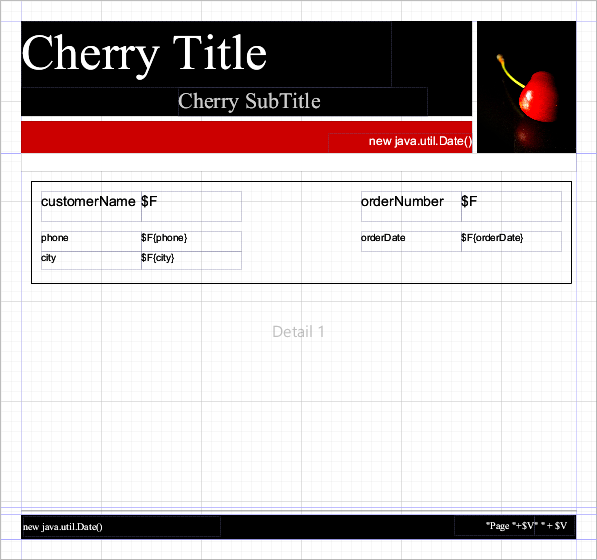 Cherry Title
Cherry SubTitle
new java.util.Date()
customerName $F orderNumber $F
phone $F{phone} orderDate $F{orderDate}
city $F{city}
Detail 1
new java.util.Date() "Page "+$V" " + $V